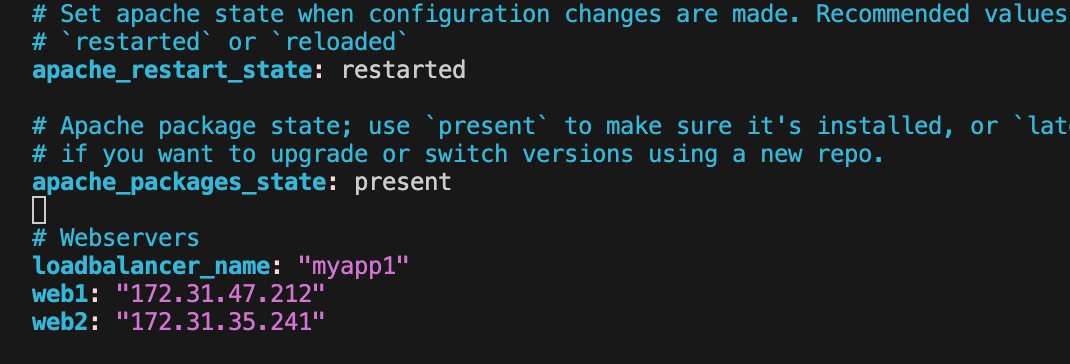 # Set apache state when configuration changes are made. Recommended values
# `restarted` or `reloaded`
apache_restart_state: restarted
# Apache package state; use `present` to make sure it's installed, or `lat
# if you want to upgrade or switch versions using a new repo.
apache_packages_state: present
# Webservers
loadbalancer_name: "myapp1"
web1: "172.31.47.212"
web2: "172.31.35.241"